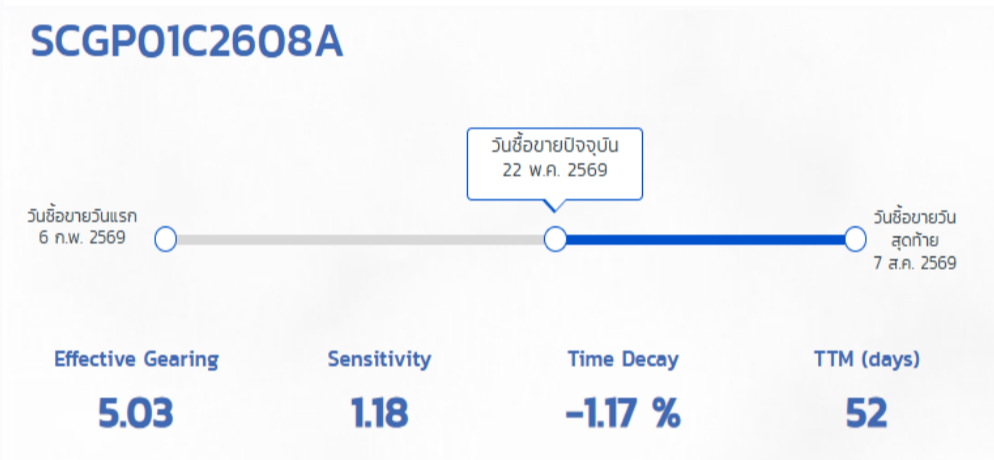 SCGP01C2608A
วันซื้อขายปัจจุบัน
22 พ.ค. 2569
วันซื้อขายวันแรก
6 ก.พ. 2569
วันซื้อขายวัน
สุดท้าย
7 ส.ค. 2569
Effective Gearing
Sensitivity
Time Decay
TTM (days)
5.03
1.18
-1.17 %
52